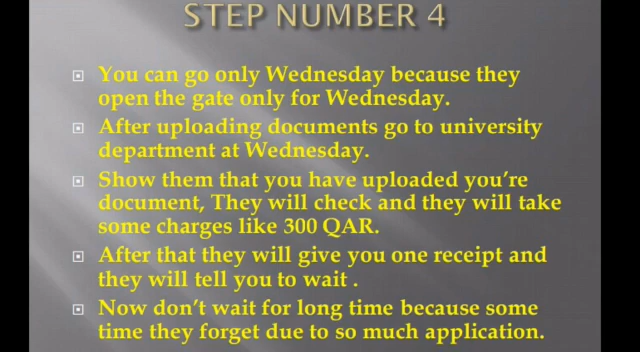 STEP NUMBER 4
You can go only Wednesday because they
open the gate only for Wednesday.
After uploading documents go to university
department at Wednesday.
Show them that you have uploaded you're
document, They will check and they will take
some charges like 300 QAR.
After that they will give you one receipt and
they will tell you to wait .
Now don't wait for long time because some
time they forget due to so much application.